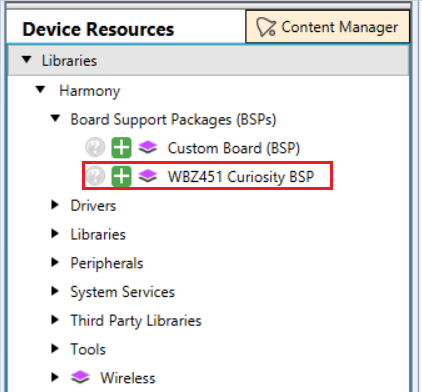 Device Resources
Content Manager
Libraries
Harmony
Board Support Packages (BSPs)
Custom Board (BSP)
WBZ451 Curiosity BSP
Drivers
Libraries
Peripherals
System Services
Third Party Libraries
Tools
Wireless